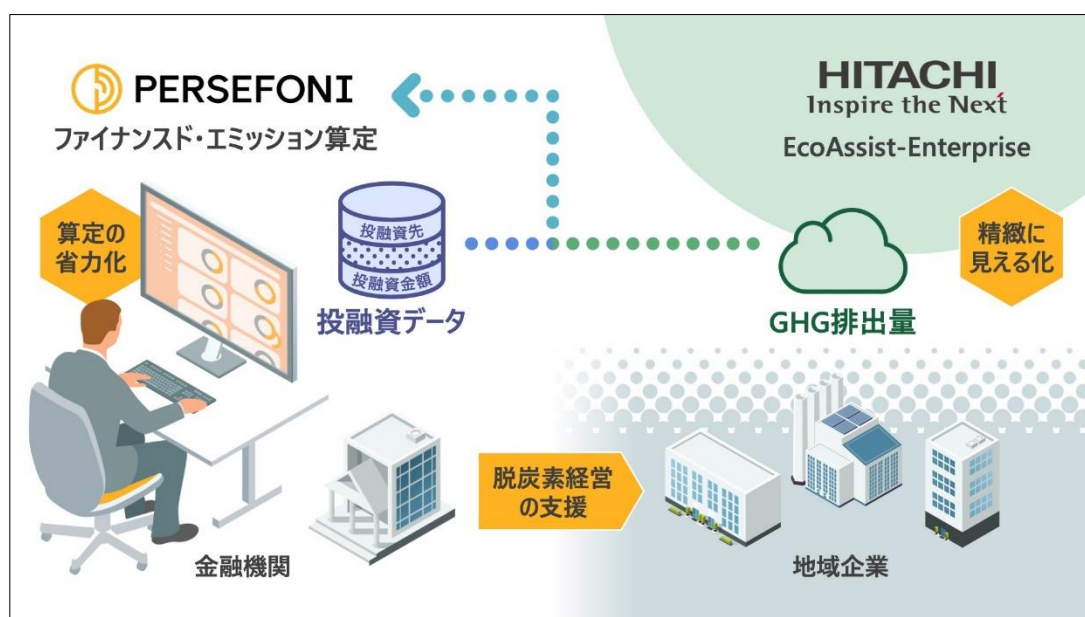 PERSEFONI
ファイナンスド・エミッション算定
HITACHI
Inspire the Next
EcoAssist-Enterprise
算定の
省力化
投融資先
投融資金額
投融資データ
GHG排出量
精緻に
見える化
脱炭素経営
の支援
金融機関
地域企業